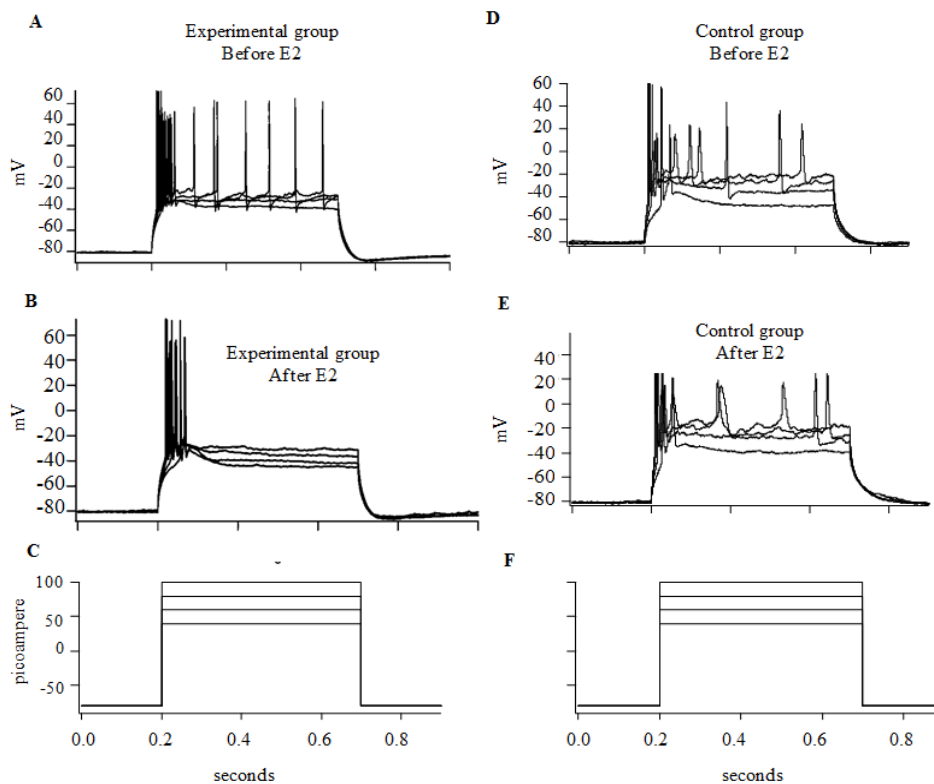 A
Experimental group
Before E2
60
40
20
0
-20
-40
-60
-80
mV
B
Experimental group
After E2
60
40
20
0
-20
-40
-60
-80
mV
C
100
50
0
-50
picoampere
0.0 0.2 0.4 0.6 0.8
seconds
D
Control group
Before E2
60
40
20
0
-20
-40
-60
-80
mV
E
Control group
After E2
40
20
0
-20
-40
-60
-80
mV
F
0.0 0.2 0.4 0.6 0.8
seconds